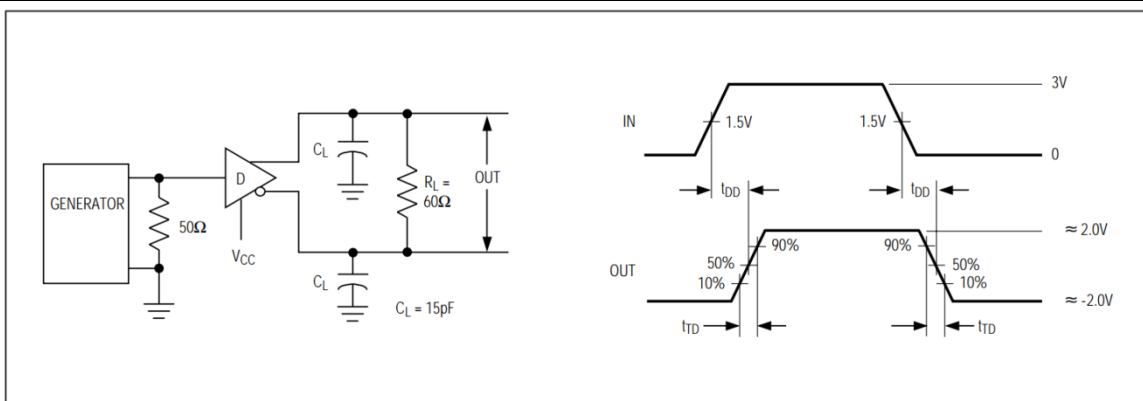 GENERATOR
50Ω
D
VCC
CL
CL
CL = 15pF
RL =
60Ω
OUT
IN
1.5V
1.5V
3V
0
tDD
tDD
OUT
90%
50%
10%
90%
50%
10%
≈ 2.0V
≈ -2.0V
tTD
tTD